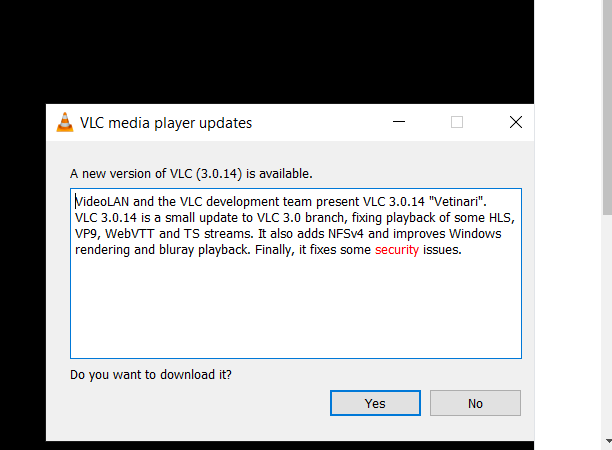 VLC media player updates
A new version of VLC (3.0.14) is available.
VideoLAN and the VLC development team present VLC 3.0.14 "Vetinari".
VLC 3.0.14 is a small update to VLC 3.0 branch, fixing playback of some HLS,
VP9, WebVTT and TS streams. It also adds NFSv4 and improves Windows
rendering and bluray playback. Finally, it fixes some security issues.
Do you want to download it?
Yes No